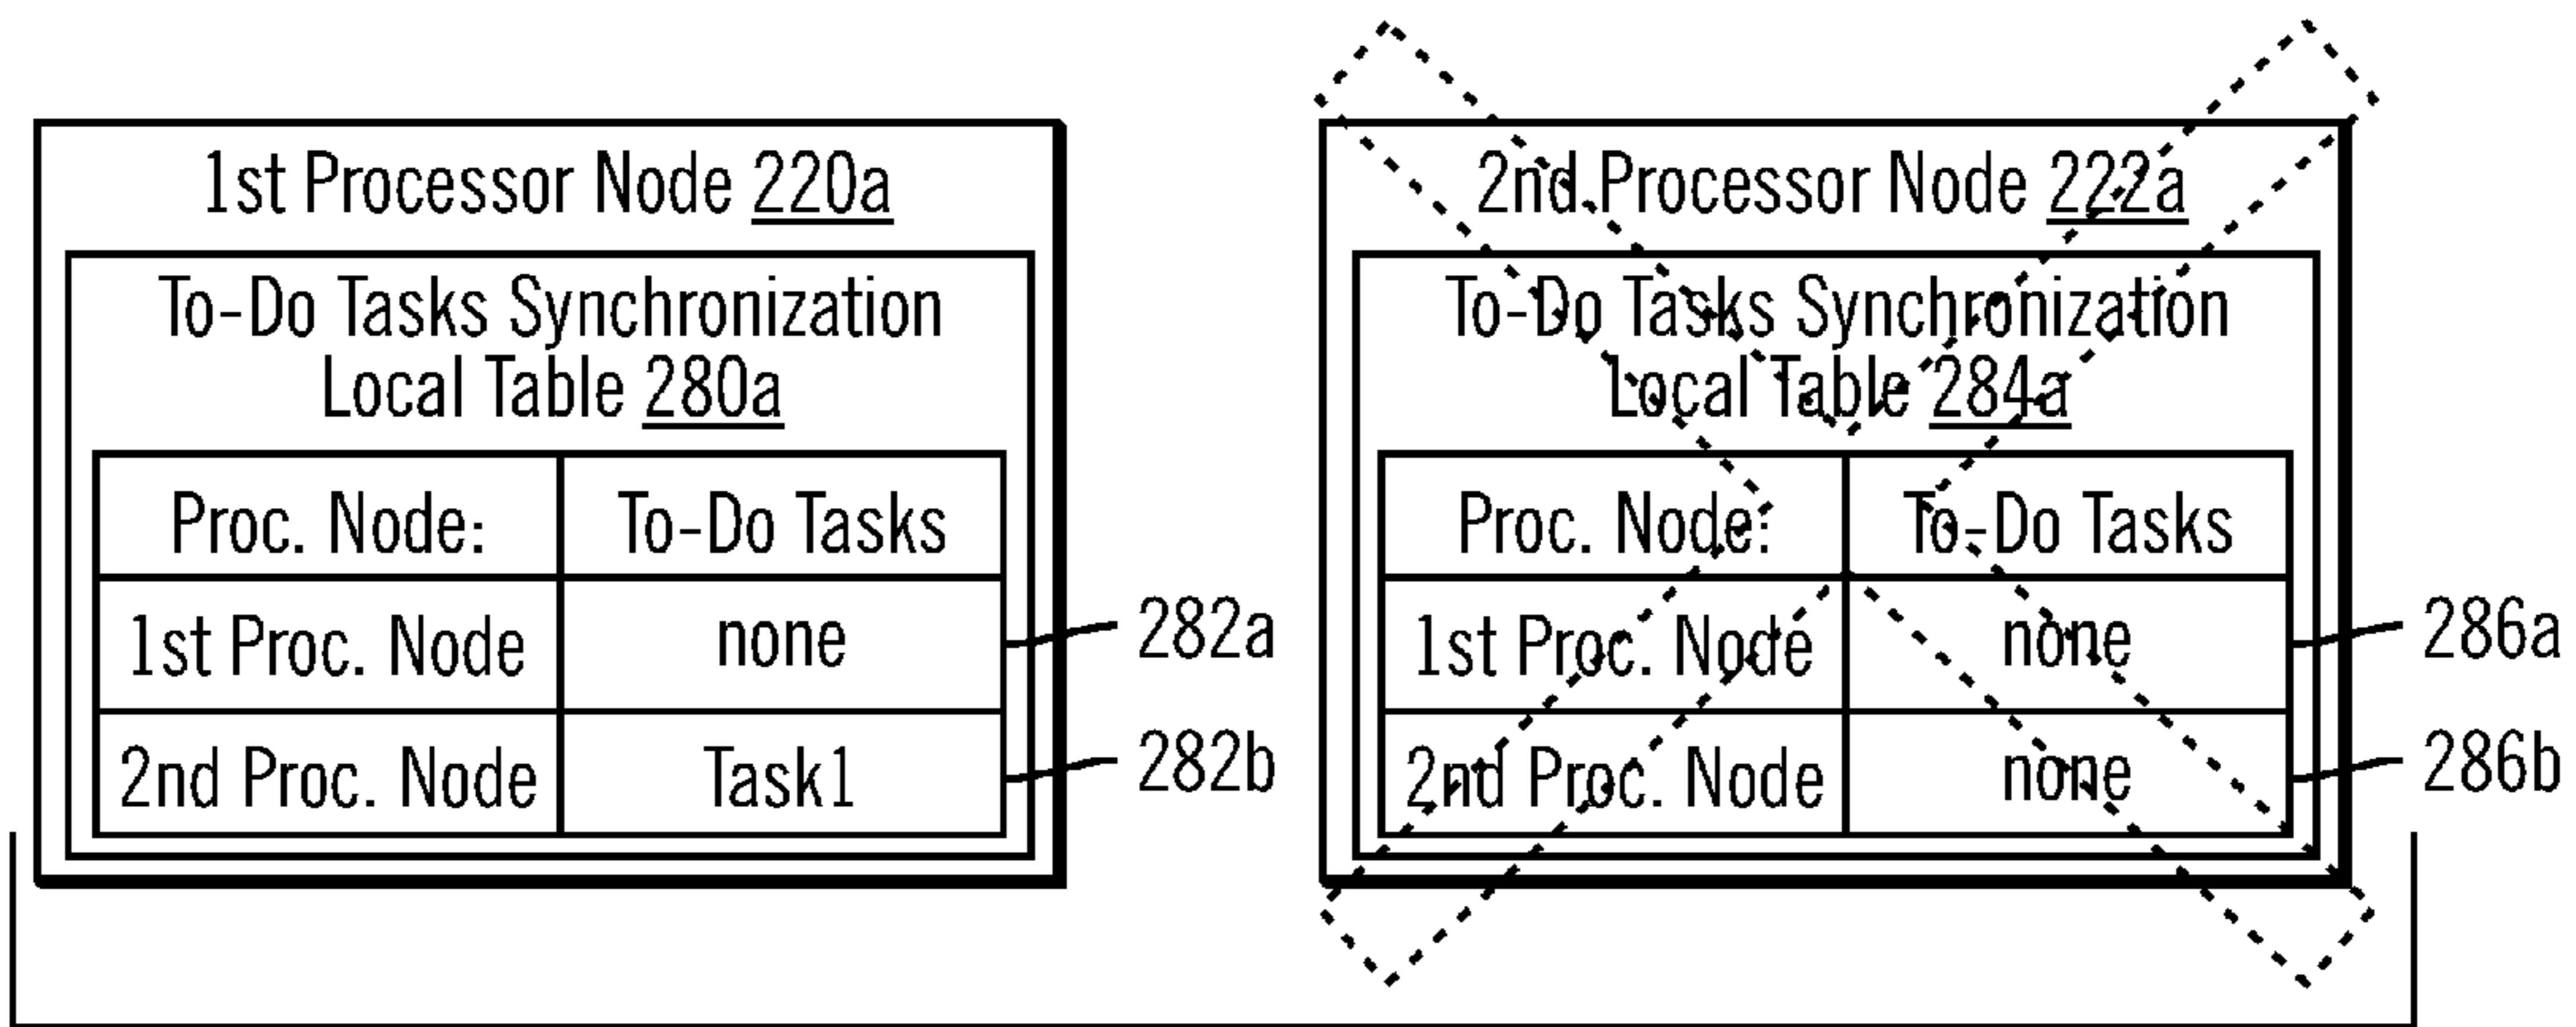 1st Processor Node 220a
To-Do Tasks Synchronization
Local Table 280a
Proc. Node: To-Do Tasks
1st Proc. Node none
2nd Proc. Node Task1
282a
282b
2nd Processor Node 222a
To-Do Tasks Synchronization
Local Table 284a
Proc. Node: To-Do Tasks
1st Proc. Node none
2nd Proc. Node none
286a
286b